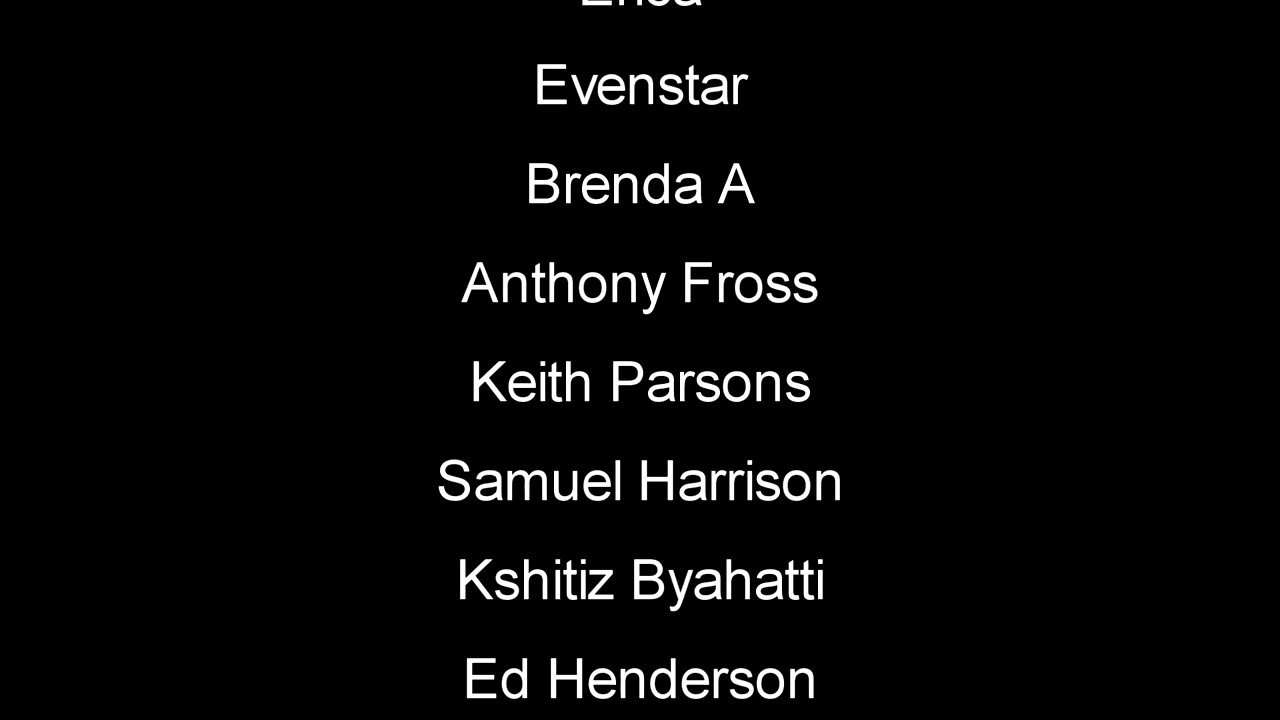 Evenstar
Brenda A
Anthony Fross
Keith Parsons
Samuel Harrison
Kshitiz Byahatti
Ed Henderson